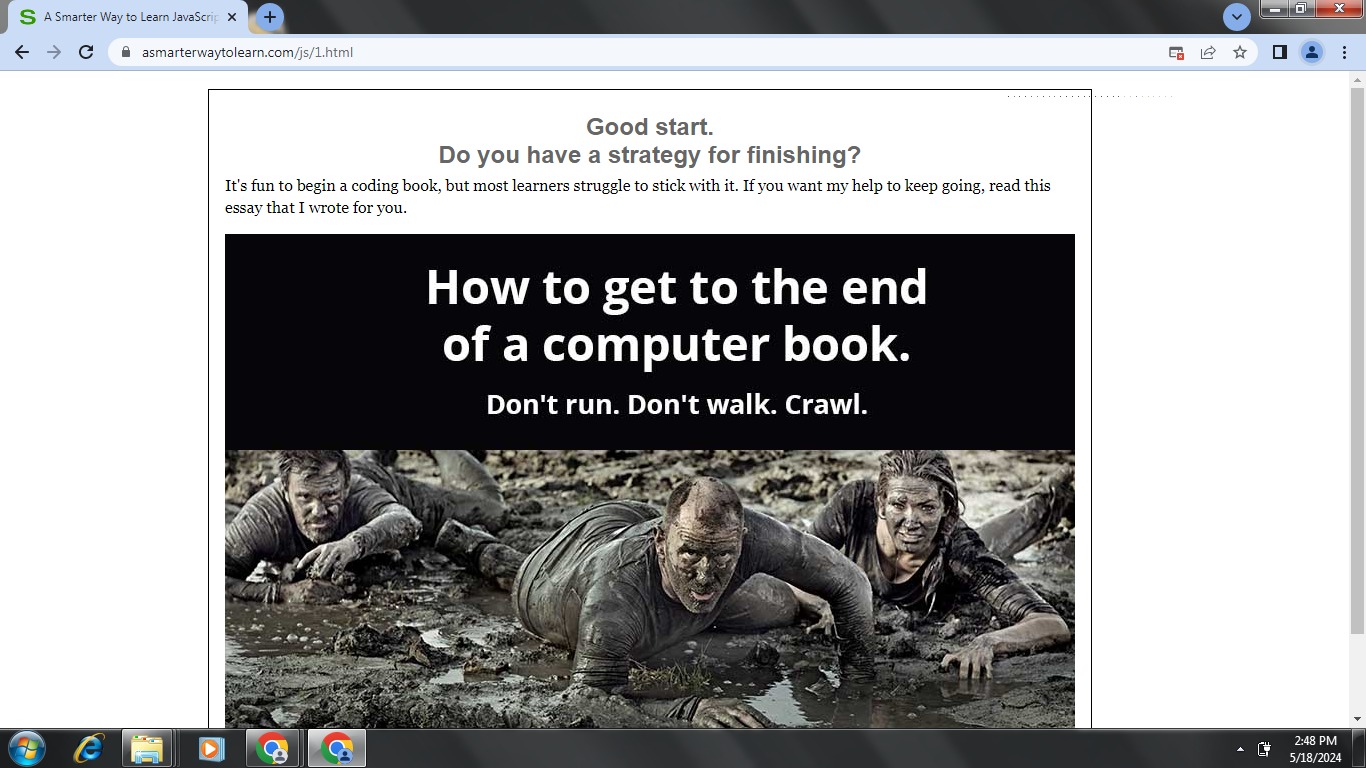 A Smarter Way to Learn JavaScrip
asmarterwaytolearn.com/js/1.html
Good start.
Do you have a strategy for finishing?
It's fun to begin a coding book, but most learners struggle to stick with it. If you want my help to keep going, read this
essay that I wrote for you.
How to get to the end
of a computer book.
Don't run. Don't walk. Crawl.
2:48 PM
5/18/2024